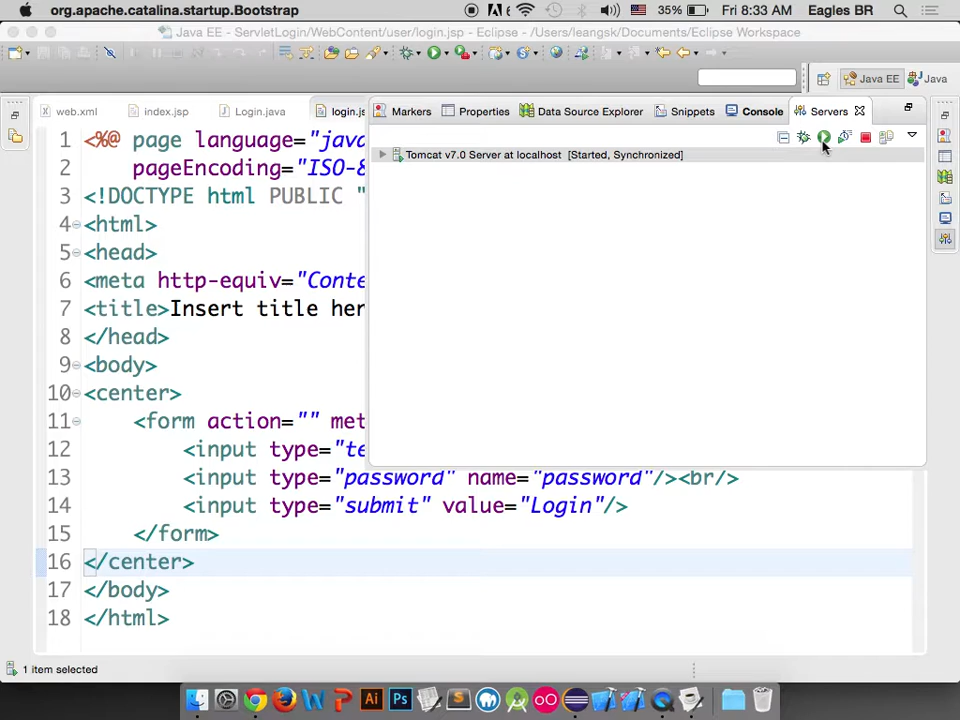 org.apache.catalina.startup.Bootstrap
35%
Fri 8:33 AM
Eagles BR
Java EE - ServletLogin/WebContent/user/login.jsp - Eclipse - /Users/leangsk/Documents/Eclipse Workspace
Java EE
Java
web.xml
index.jsp
Login.java
login.js
Markers
Properties
Data Source Explorer
Snippets
Console
Servers
Tomcat v7.0 Server at localhost [Started, Synchronized]
1 <%@ page language="java
pageEncoding="ISO-8
3 <!DOCTYPE html PUBLIC "
4 <html>
5 <head>
6 <meta http-equiv="Conte
7 <title>Insert title her
8 </head>
9 <body>
10 <center>
11 <form action="" met
12 <input type="te
13 <input type="password" name="password"/><br/>
14 <input type="submit" value="Login"/>
15 </form>
16 </center>
17 </body>
18 </html>
1 item selected